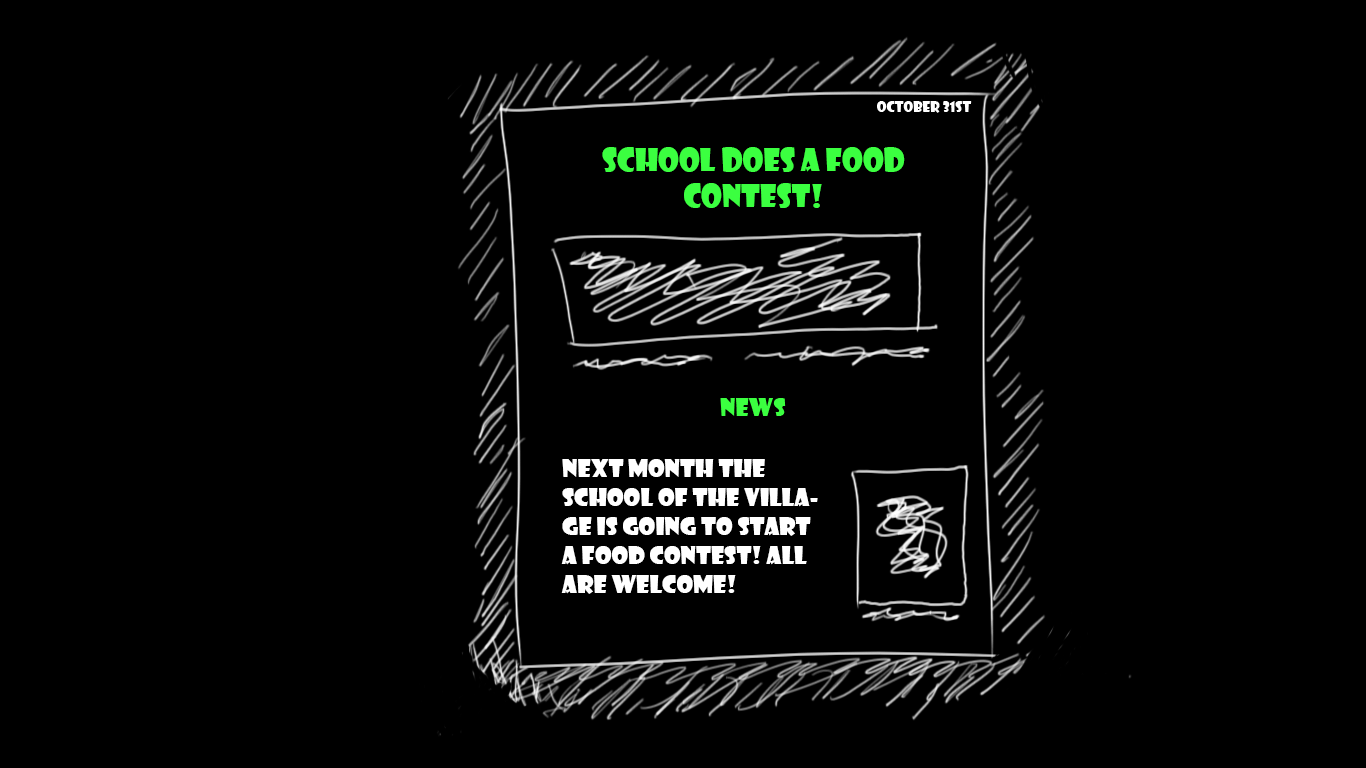 OCTOBER 31ST
SCHOOL DOES A FOOD
CONTEST!
NEWS
NEXT MONTH THE
SCHOOL OF THE VILLA-
GE IS GOING TO START
A FOOD CONTEST! ALL
ARE WELCOME!